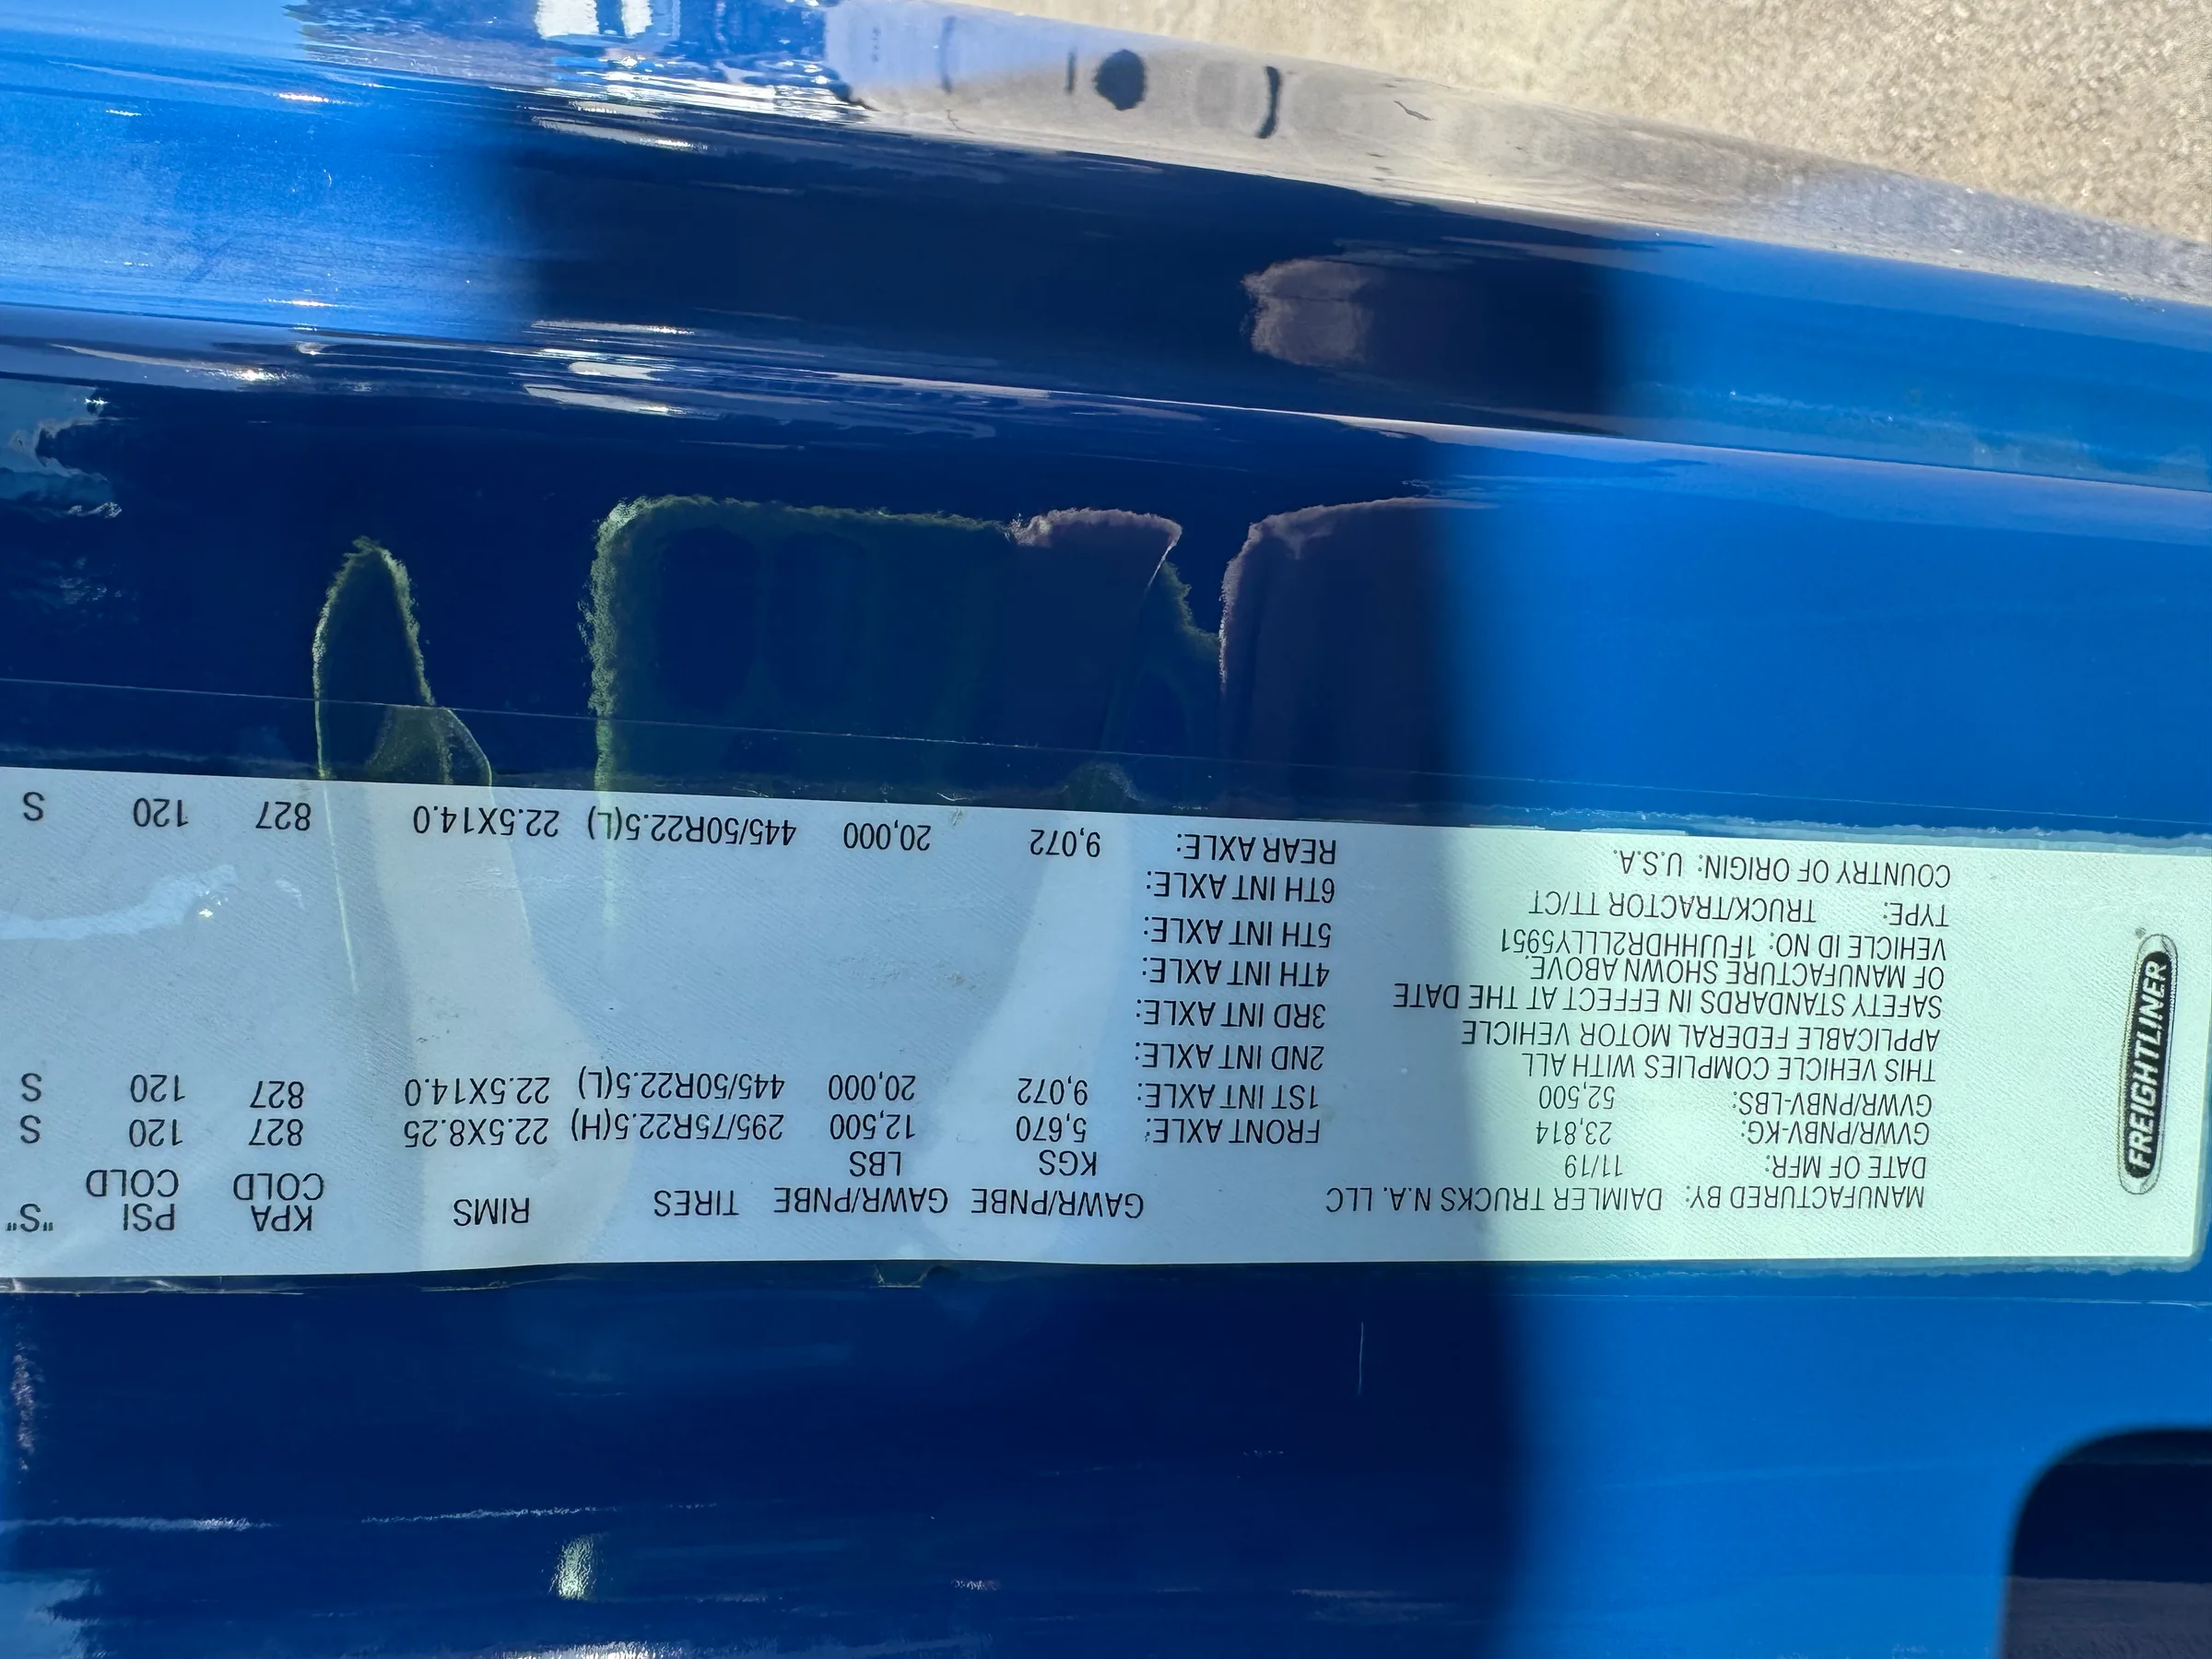 FREIGHTLINER®
MANUFACTURED BY: DAIMLER TRUCKS N.A. LLC
DATE OF MFR: 11/19
GVWR/PNBV-KG: 23,814
GVWR/PNBV-LBS: 52,500
THIS VEHICLE COMPLIES WITH ALL
APPLICABLE FEDERAL MOTOR VEHICLE
SAFETY STANDARDS IN EFFECT AT THE DATE
OF MANUFACTURE SHOWN ABOVE.
VEHICLE ID NO: 1FUJHHDR2LLLY5951
TYPE: TRUCK/TRACTOR TT/CT
COUNTRY OF ORIGIN: U.S.A.
GAWR/PNBE GAWR/PNBE TIRES RIMS KPA PSI "S"
KGS LBS COLD COLD
FRONT AXLE: 5,670 12,500 295/75R22.5(H) 22.5X8.25 827 120 S
1ST INT AXLE: 9,072 20,000 445/50R22.5(L) 22.5X14.0 827 120 S
2ND INT AXLE:
3RD INT AXLE:
4TH INT AXLE:
5TH INT AXLE:
6TH INT AXLE:
REAR AXLE: 9,072 20,000 445/50R22.5(L) 22.5X14.0 827 120 S